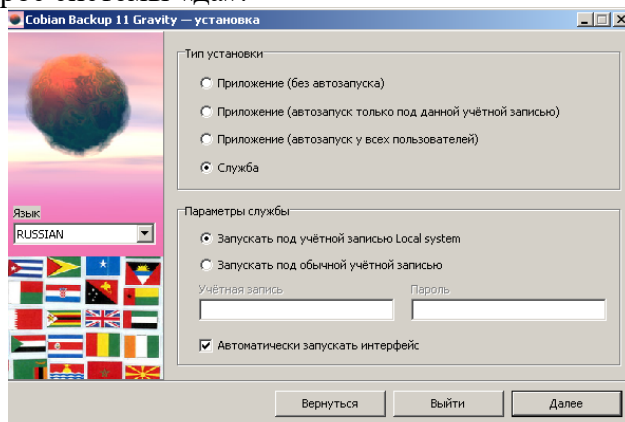 Cobian Backup 11 Gravity — установка
Тип установки
Приложение (без автозапуска)
Приложение (автозапуск только под данной учётной записью)
Приложение (автозапуск у всех пользователей)
Служба
Язык
RUSSIAN
Параметры службы
Запускать под учётной записью Local system
Запускать под обычной учётной записью
Учётная запись
Пароль
Автоматически запускать интерфейс
Вернуться
Выйти
Далее